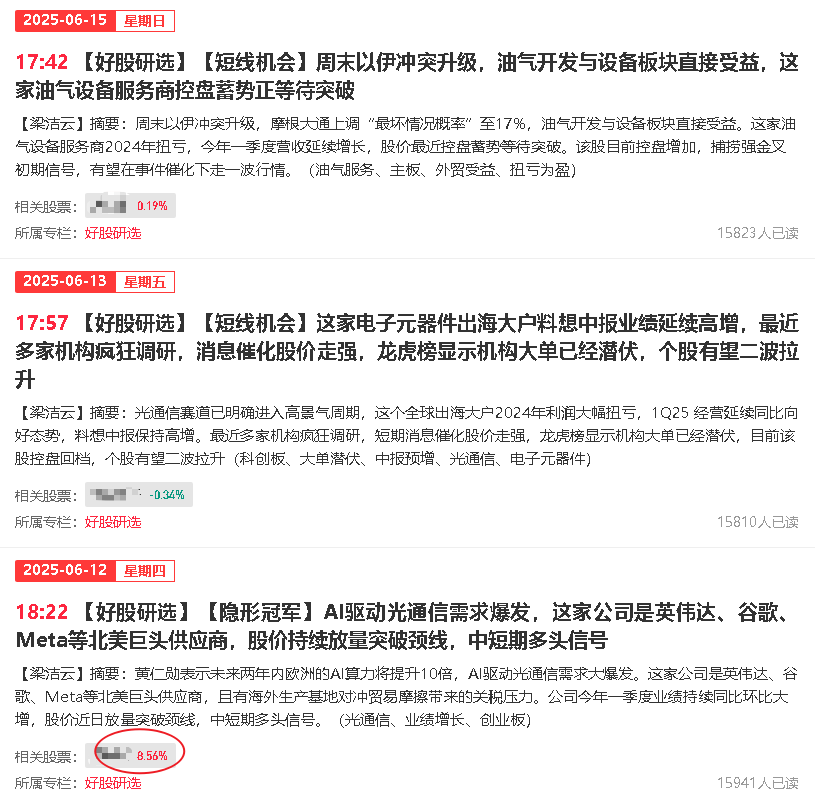 2025-06-15 星期日
17:42 【好股研选】【短线机会】周末以伊冲突升级，油气开发与设备板块直接受益，这
家油气设备服务商控盘蓄势正等待突破
【梁洁云】摘要：周末以伊冲突升级，摩根大通上调“最坏情况概率”至17%，油气开发与设备板块直接受益。这家油
气设备服务商2024年扭亏，今年一季度营收延续增长，股价最近控盘蓄势等待突破。该股目前控盘增加，捕捞强金叉
初期信号，有望在事件催化下走一波行情。（油气服务、主板、外贸受益、扭亏为盈）
相关股票： 0.19%
所属专栏：好股研选 15823人已读
2025-06-13 星期五
17:57 【好股研选】【短线机会】这家电子元器件出海大户料想中报业绩延续高增，最近
多家机构疯狂调研，消息催化股价走强，龙虎榜显示机构大单已经潜伏，个股有望二波拉
升
【梁洁云】摘要：光通信赛道已明确进入高景气周期，这个全球出海大户2024年利润大幅扭亏，1Q25 经营延续同比向
好态势，料想中报保持高增。最近多家机构疯狂调研，短期消息催化股价走强，龙虎榜显示机构大单已经潜伏，目前该
股控盘回档，个股有望二波拉升（科创板、大单潜伏、中报预增、光通信、电子元器件）
相关股票： -0.34%
所属专栏：好股研选 15810人已读
2025-06-12 星期四
18:22 【好股研选】【隐形冠军】AI驱动光通信需求爆发，这家公司是英伟达、谷歌、
Meta等北美巨头供应商，股价持续放量突破颈线，中短期多头信号
【梁洁云】摘要：黄仁勋表示未来两年内欧洲的AI算力将提升10倍，AI驱动光通信需求大爆发。这家公司是英伟达、谷
歌、Meta等北美巨头供应商，且有海外生产基地对冲贸易摩擦带来的关税压力。公司今年一季度业绩持续同比环比大
增，股价近日放量突破颈线，中短期多头信号。（光通信、业绩增长、创业板）
相关股票： 8.56%
所属专栏：好股研选 15941人已读